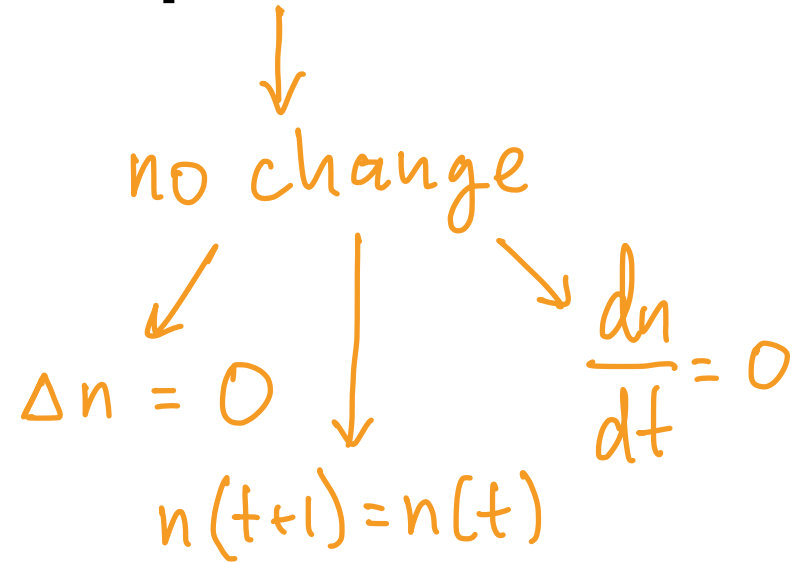 no change
Δn = 0
n(t+1) = n(t)
dn/dt = 0